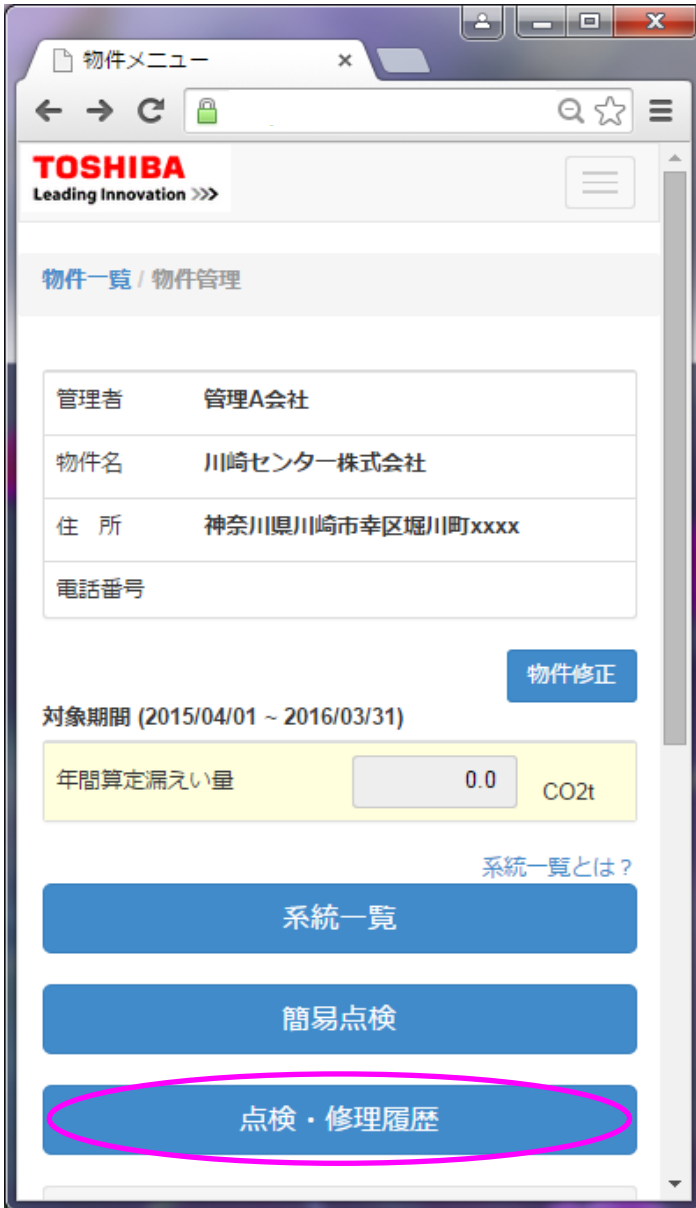 物件メニュー
TOSHIBA
Leading Innovation >>>
物件一覧 / 物件管理
管理者 管理A会社
物件名 川崎センター株式会社
住 所 神奈川県川崎市幸区堀川町xxxx
電話番号
物件修正
対象期間 (2015/04/01 ~ 2016/03/31)
年間算定漏えい量 0.0 CO2t
系統一覧とは？
系統一覧
簡易点検
点検・修理履歴